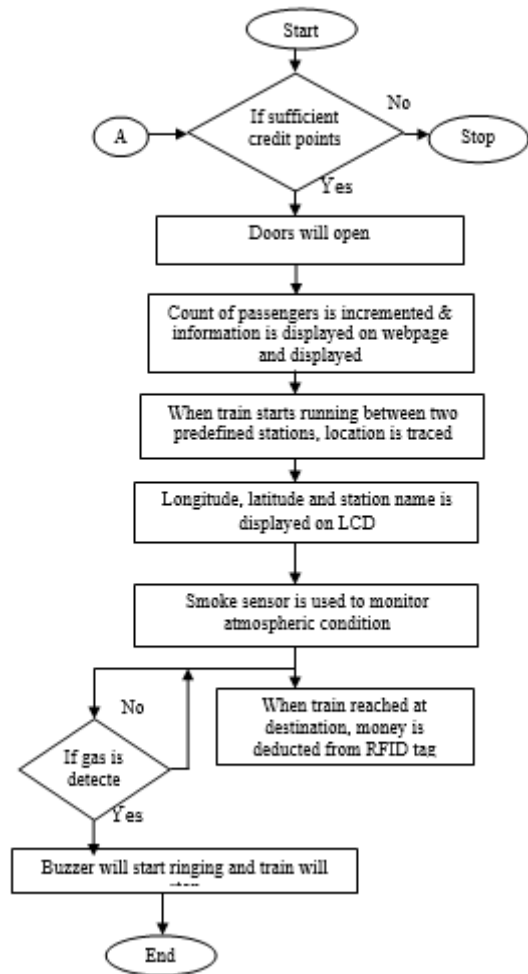 Start
If sufficient
credit points
No
A
Stop
Yes
Doors will open
Count of passengers is incremented &
information is displayed on webpage
and displayed
When train starts running between two
predefined stations, location is traced
Longitude, latitude and station name is
displayed on LCD
Smoke sensor is used to monitor
atmospheric condition
No
When train reached at
destination, money is
deducted from RFID tag
If gas is
detecte
Yes
Buzzer will start ringing and train will
End